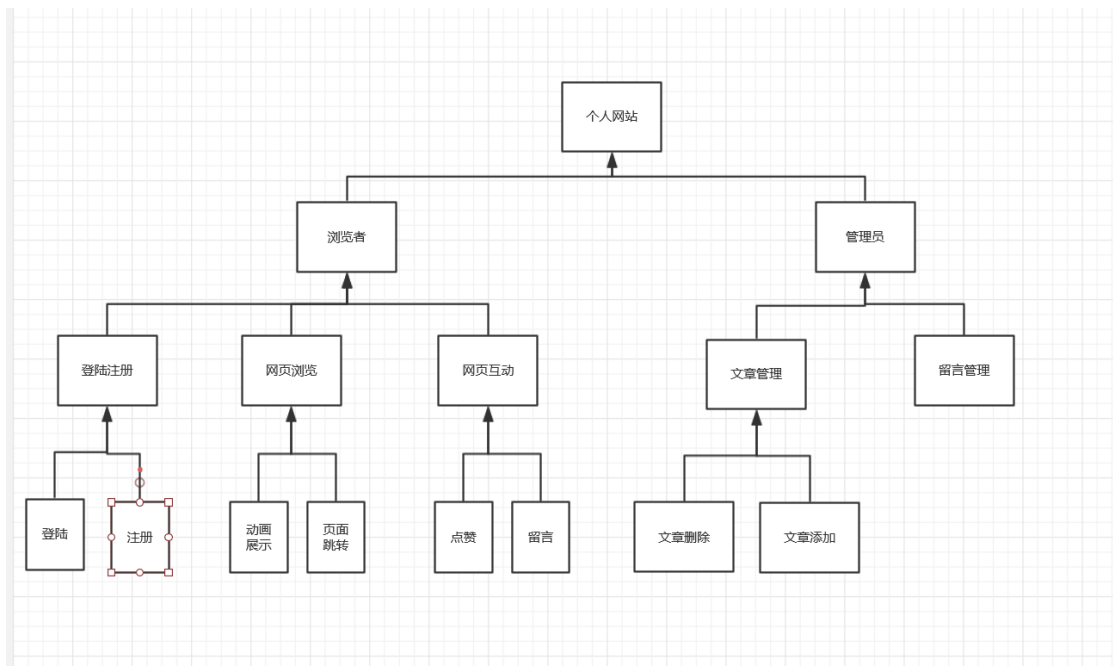 个人网站
浏览者
管理员
登陆注册
网页浏览
网页互动
文章管理
留言管理
登陆
注册
动画
展示
页面
跳转
点赞
留言
文章删除
文章添加